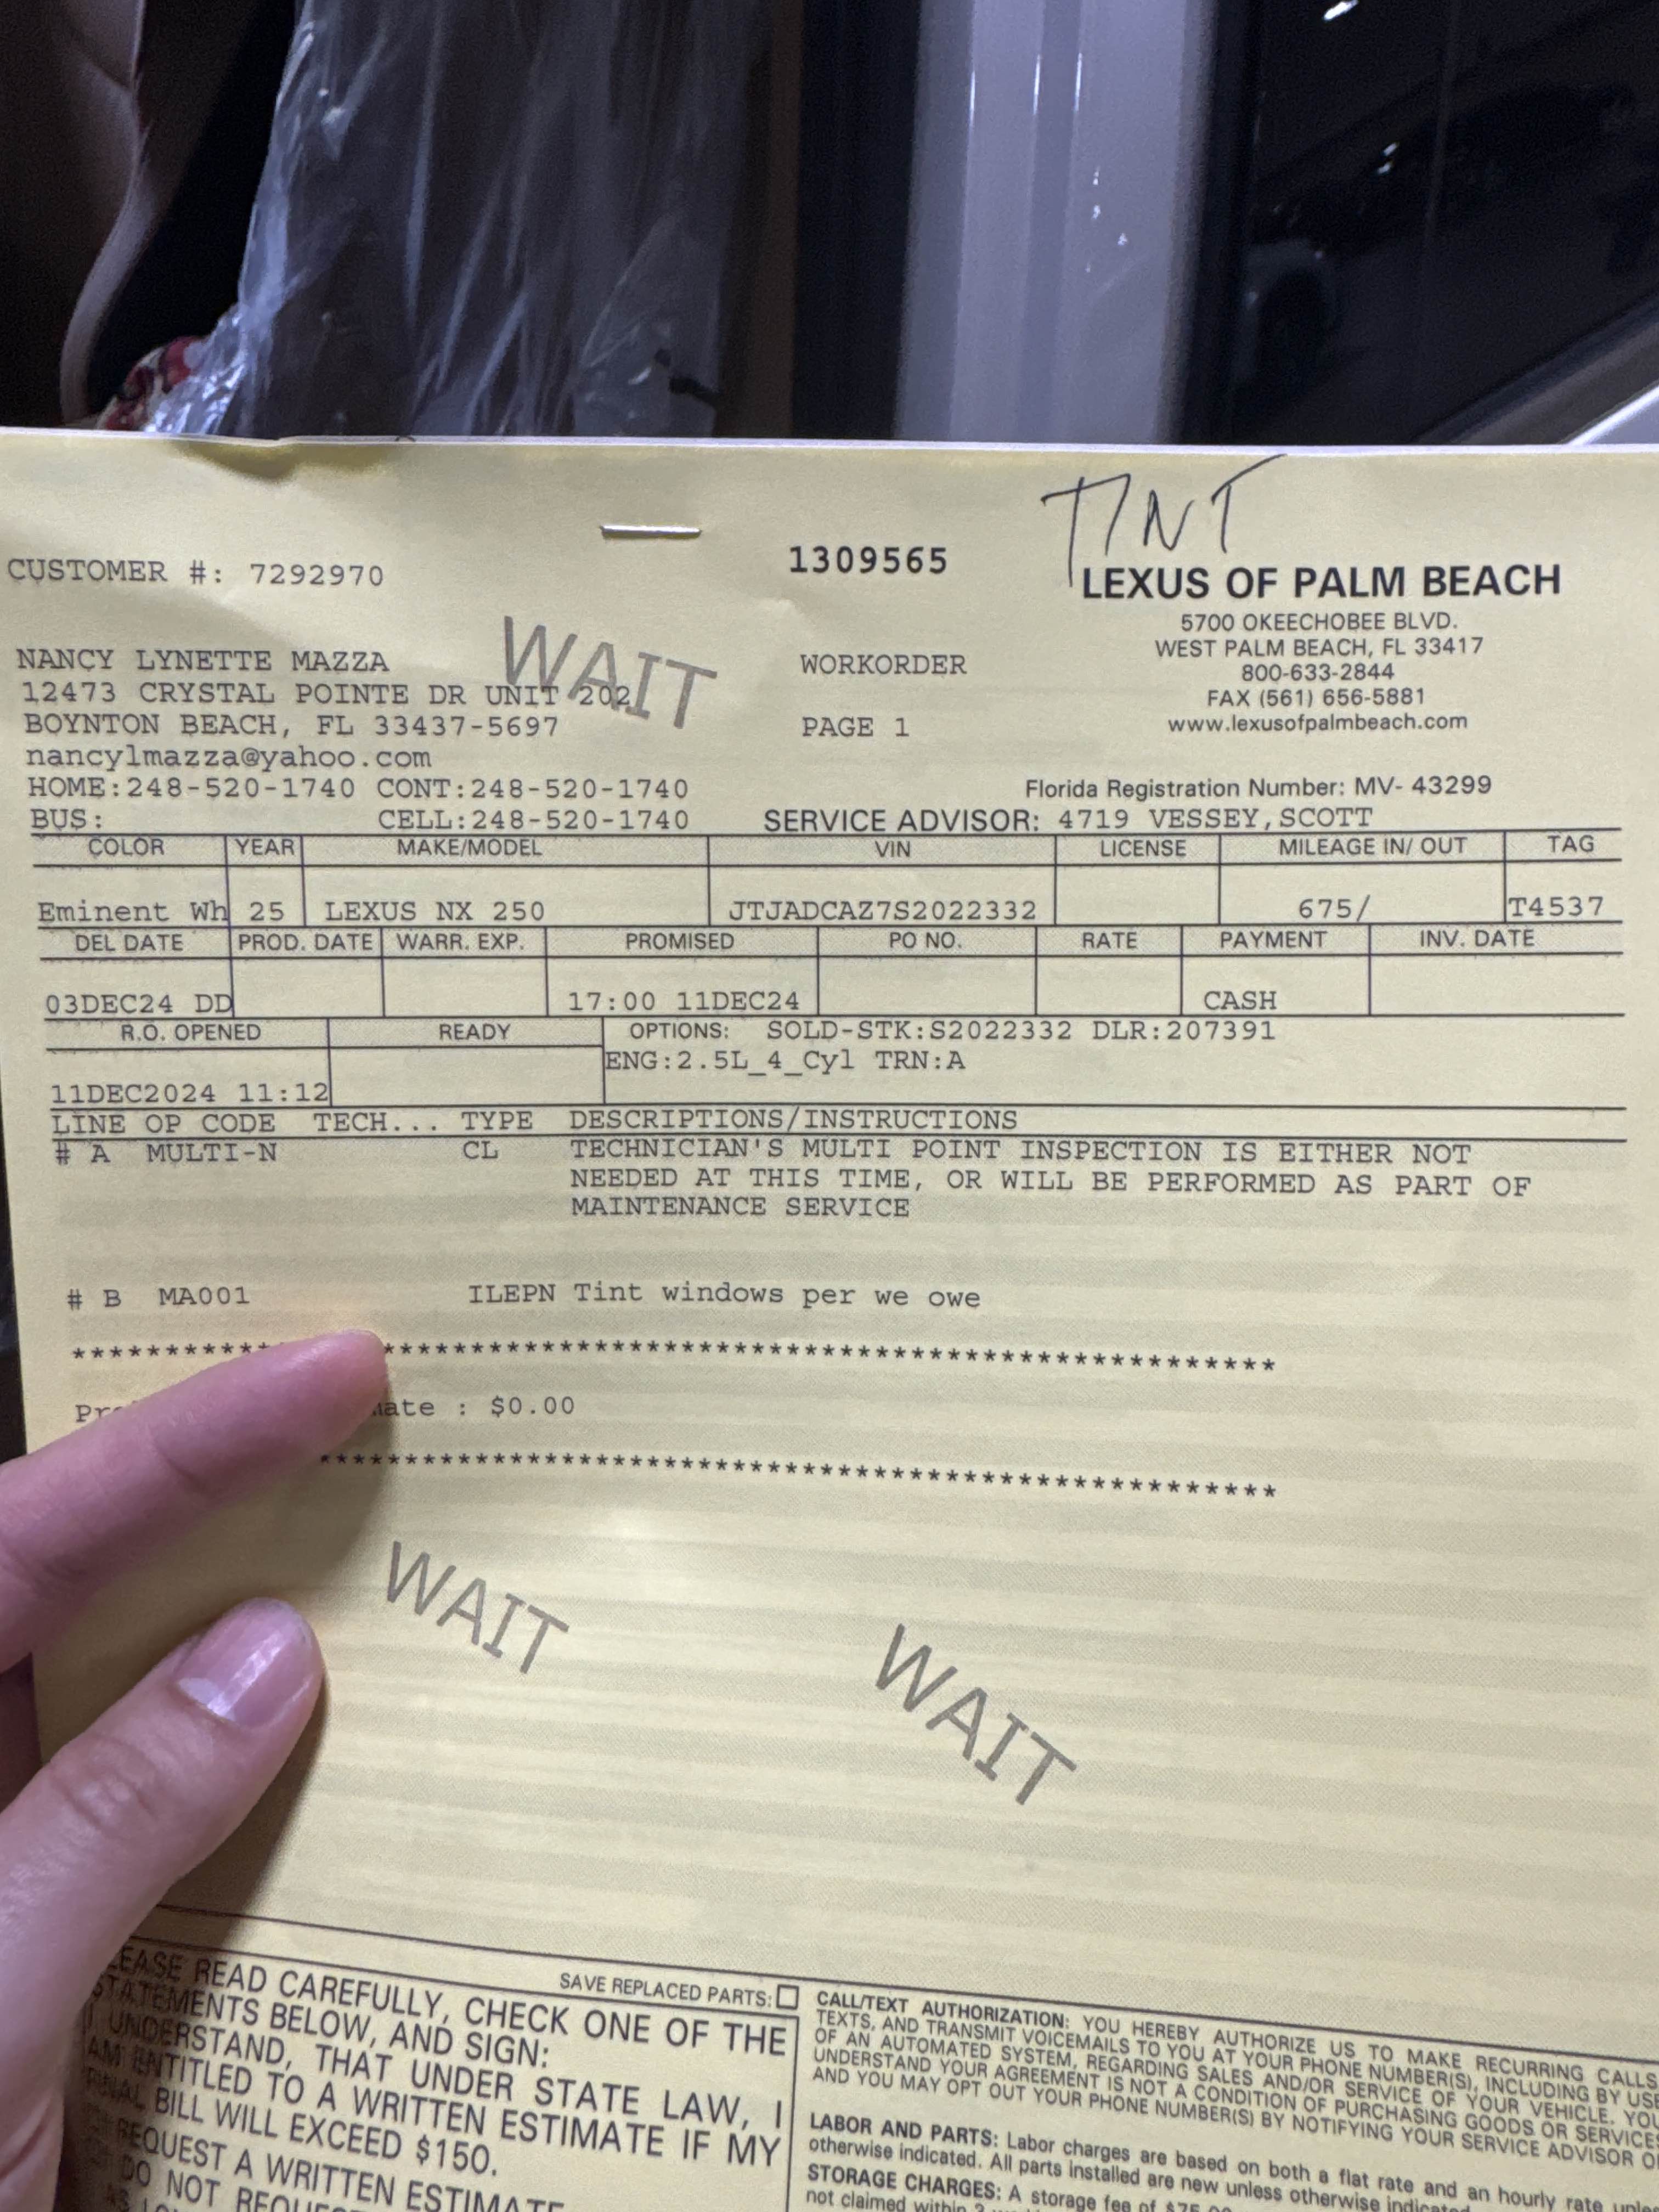 TINT
CUSTOMER #: 7292970
1309565
LEXUS OF PALM BEACH
5700 OKEECHOBEE BLVD.
WEST PALM BEACH, FL 33417
800-633-2844
FAX (561) 656-5881
www.lexusofpalmbeach.com
WAIT
NANCY LYNETTE MAZZA
12473 CRYSTAL POINTE DR UNIT 202
BOYNTON BEACH, FL 33437-5697
nancylmazza@yahoo.com
HOME:248-520-1740 CONT:248-520-1740
BUS: CELL:248-520-1740
WORKORDER
PAGE 1
Florida Registration Number: MV- 43299
SERVICE ADVISOR: 4719 VESSEY,SCOTT
COLOR YEAR MAKE/MODEL VIN LICENSE MILEAGE IN/ OUT TAG
Eminent Wh 25 LEXUS NX 250 JTJADCAZ7S2022332 675/ T4537
DEL DATE PROD. DATE WARR. EXP. PROMISED PO NO. RATE PAYMENT INV. DATE
03DEC24 DD 17:00 11DEC24 CASH
R.O. OPENED READY OPTIONS: SOLD-STK:S2022332 DLR:207391
ENG:2.5L_4_Cyl TRN:A
11DEC2024 11:12
LINE OP CODE TECH... TYPE DESCRIPTIONS/INSTRUCTIONS
# A MULTI-N CL TECHNICIAN'S MULTI POINT INSPECTION IS EITHER NOT
NEEDED AT THIS TIME, OR WILL BE PERFORMED AS PART OF
MAINTENANCE SERVICE
# B MA001 ILEPN Tint windows per we owe
: $0.00
WAIT
WAIT
SAVE REPLACED PARTS:
READ CAREFULLY, CHECK ONE OF THE
STATEMENTS BELOW, AND SIGN:
I UNDERSTAND, THAT UNDER STATE LAW, I
AM ENTITLED TO A WRITTEN ESTIMATE IF MY
FINAL BILL WILL EXCEED $150.
REQUEST A WRITTEN ESTIMATE
DO NOT
CALL/TEXT AUTHORIZATION: YOU HEREBY AUTHORIZE US TO MAKE RECURRING CALLS,
TEXTS, AND TRANSMIT VOICEMAILS TO YOU AT YOUR PHONE NUMBER(S), INCLUDING BY USE
OF AN AUTOMATED SYSTEM, REGARDING SALES AND/OR SERVICE OF YOUR VEHICLE. YOU
UNDERSTAND YOUR AGREEMENT IS NOT A CONDITION OF PURCHASING GOODS OR SERVICES
AND YOU MAY OPT OUT YOUR PHONE NUMBER(S) BY NOTIFYING YOUR SERVICE ADVISOR
LABOR AND PARTS: Labor charges are based on both a flat rate and an hourly rate
otherwise indicated. All parts installed are new unless otherwise
STORAGE CHARGES: A storage fee of
not claimed within